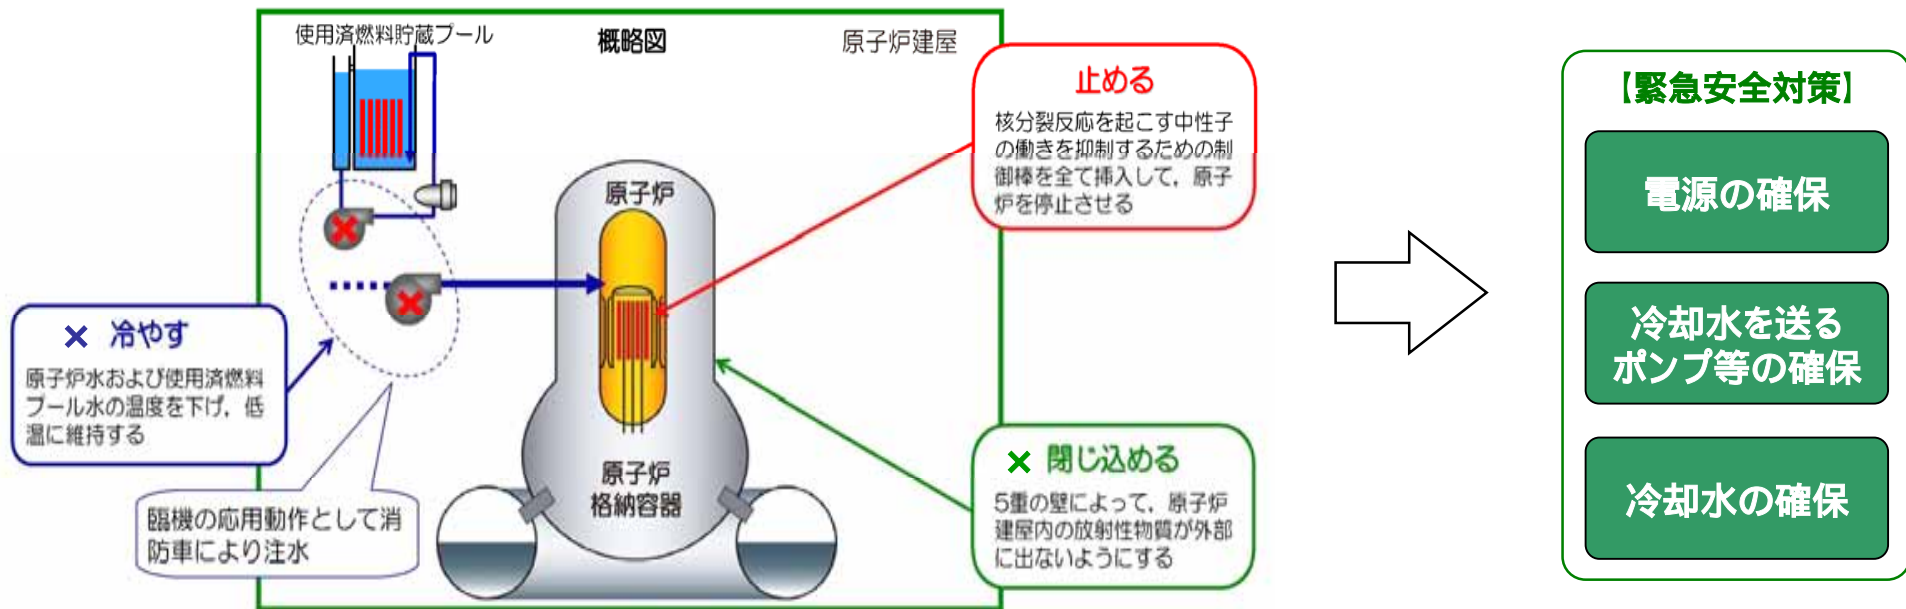 使用済燃料貯蔵プール
概略図
原子炉建屋
止める
核分裂反応を起こす中性子
の働きを抑制するための制
御棒を全て挿入して，原子
炉を停止させる
原子炉
× 冷やす
原子炉水および使用済燃料
プール水の温度を下げ，低
温に維持する
臨機の応用動作として消
防車により注水
原子炉
格納容器
× 閉じ込める
5重の壁によって，原子炉
建屋内の放射性物質が外部
に出ないようにする
【緊急安全対策】
電源の確保
冷却水を送る
ポンプ等の確保
冷却水の確保